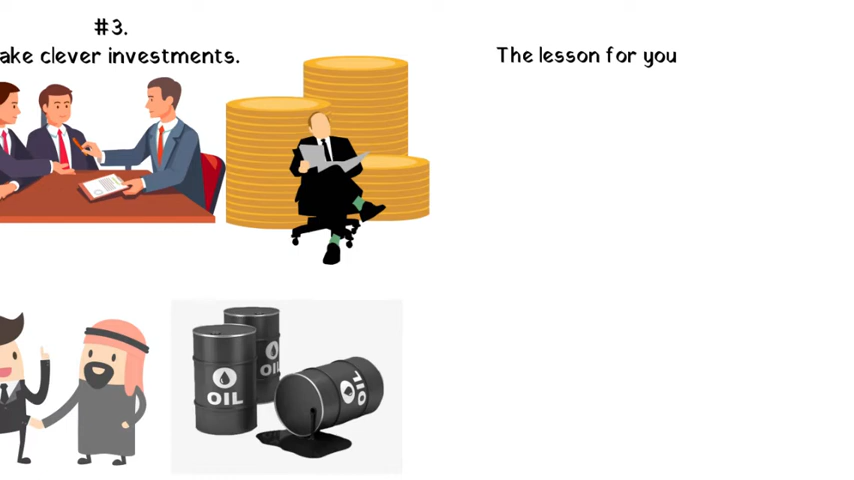 #3.
ake clever investments.
The lesson for you
OIL
OIL
OIL